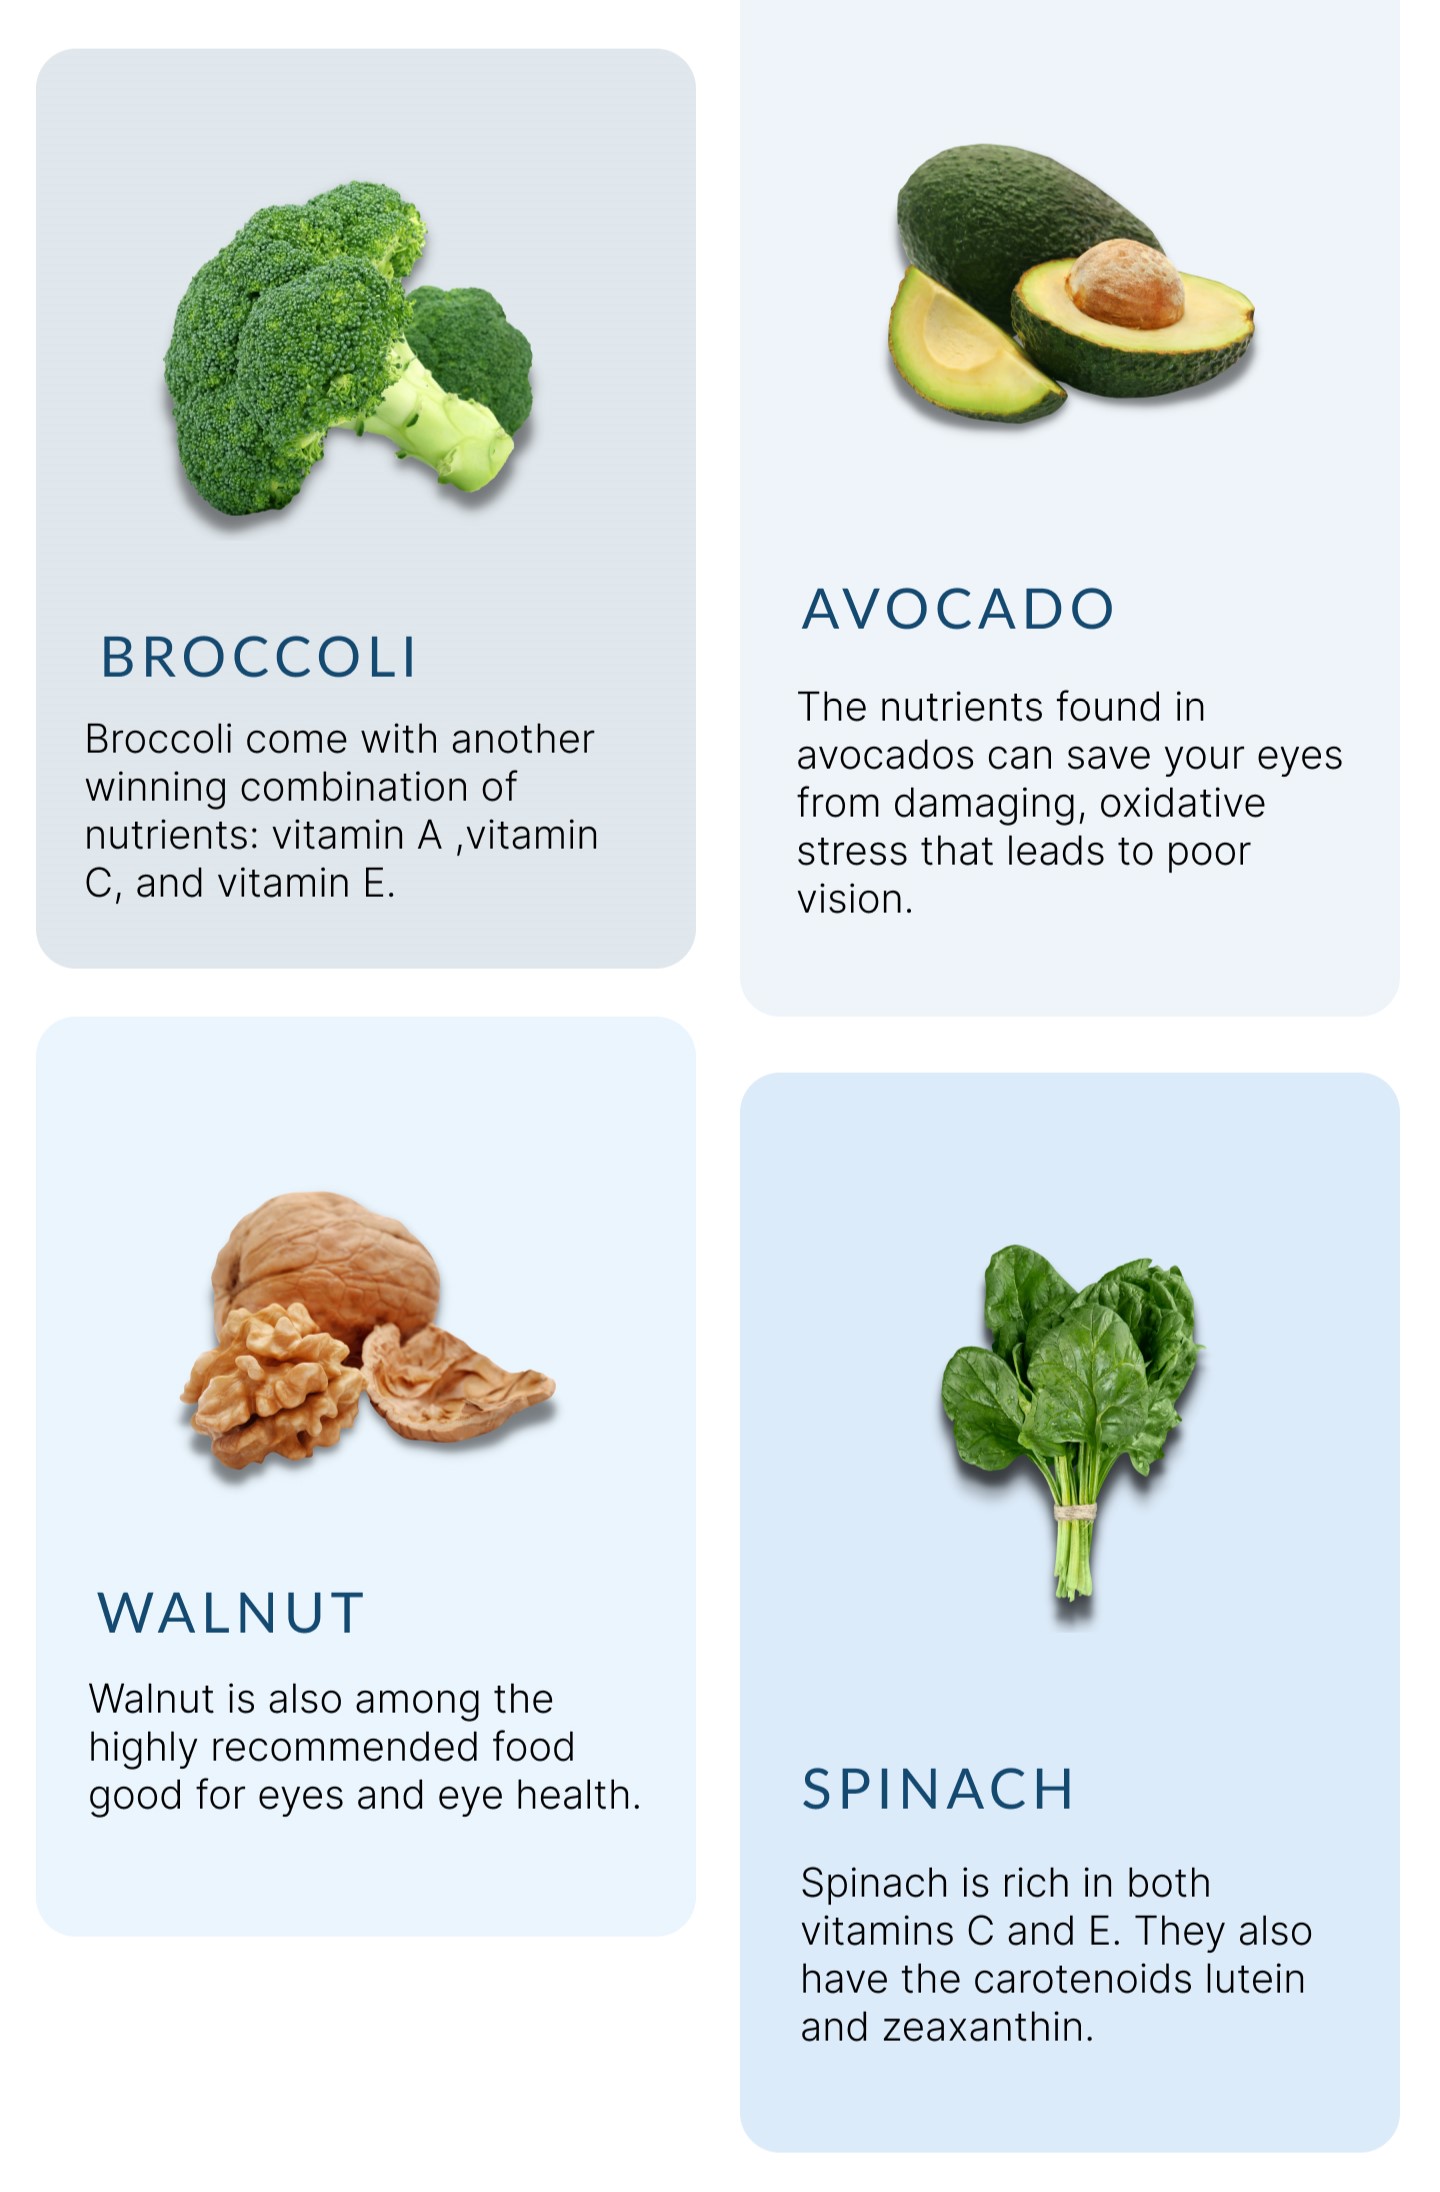 BROCCOLI
Broccoli come with another
winning combination of
nutrients: vitamin A ,vitamin
C, and vitamin E.
AVOCADO
The nutrients found in
avocados can save your eyes
from damaging, oxidative
stress that leads to poor
vision.
WALNUT
Walnut is also among the
highly recommended food
good for eyes and eye health.
SPINACH
Spinach is rich in both
vitamins C and E. They also
have the carotenoids lutein
and zeaxanthin.